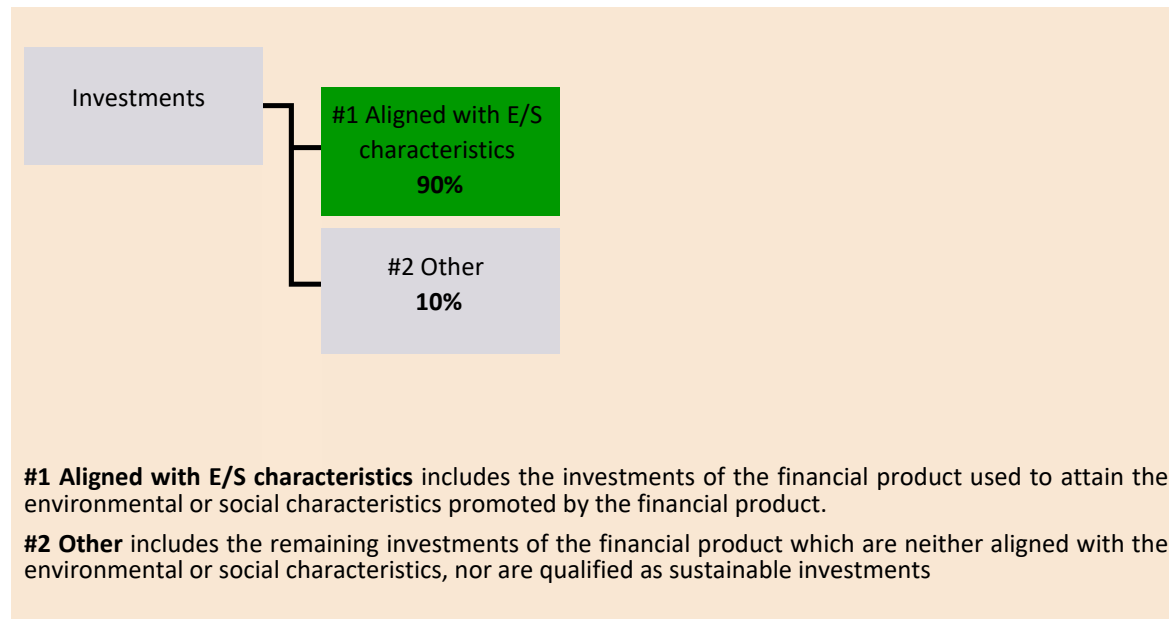 Investments
#1 Aligned with E/S
characteristics
90%
#2 Other
10%
#1 Aligned with E/S characteristics includes the investments of the financial product used to attain the
environmental or social characteristics promoted by the financial product.
#2 Other includes the remaining investments of the financial product which are neither aligned with the
environmental or social characteristics, nor are qualified as sustainable investments